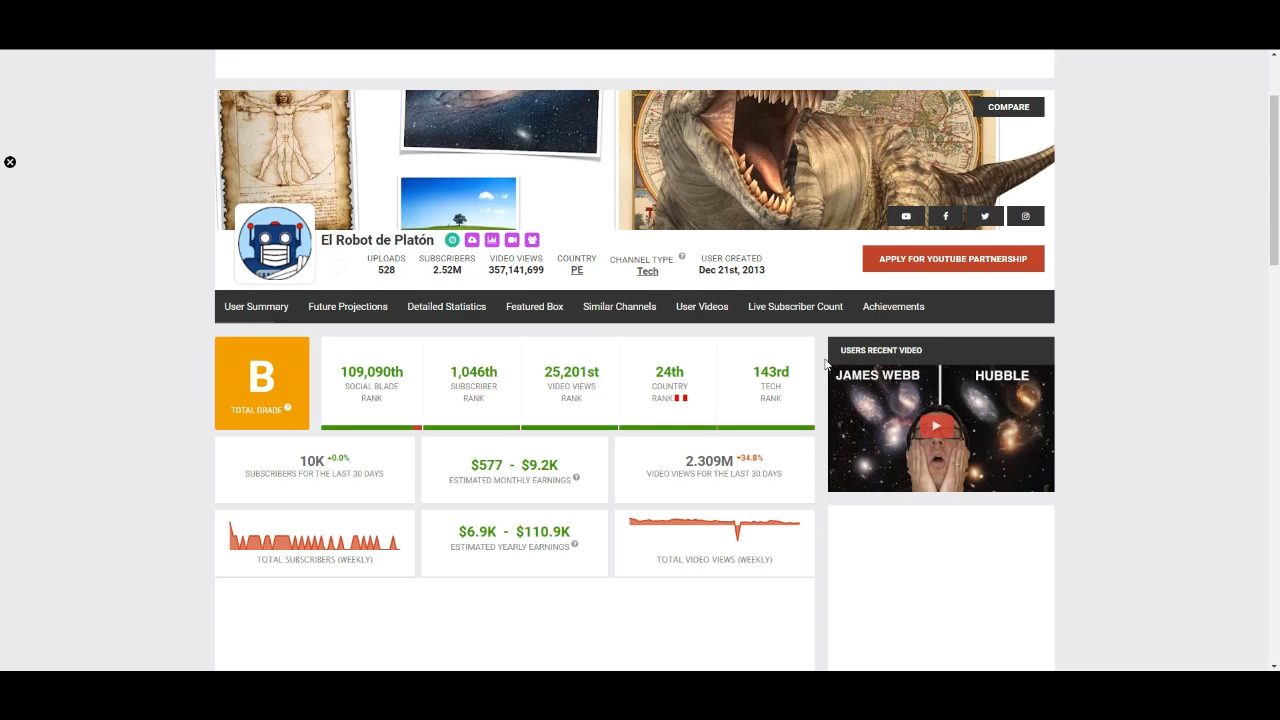 COMPARE
El Robot de Platón
UPLOADS
528
SUBSCRIBERS
2.52M
VIDEO VIEWS
357,141,699
COUNTRY
PE
CHANNEL TYPE
Tech
USER CREATED
Dec 21st, 2013
APPLY FOR YOUTUBE PARTNERSHIP
User Summary
Future Projections
Detailed Statistics
Featured Box
Similar Channels
User Videos
Live Subscriber Count
Achievements
B
TOTAL GRADE
109,090th
SOCIAL BLADE
RANK
1,046th
SUBSCRIBER
RANK
25,201st
VIDEO VIEWS
RANK
24th
COUNTRY
RANK
143rd
TECH
RANK
USERS RECENT VIDEO
JAMES WEBB
HUBBLE
10K +0.0%
SUBSCRIBERS FOR THE LAST 30 DAYS
$577 - $9.2K
ESTIMATED MONTHLY EARNINGS
2.309M 34.8%
VIDEO VIEWS FOR THE LAST 30 DAYS
TOTAL SUBSCRIBERS (WEEKLY)
$6.9K - $110.9K
ESTIMATED YEARLY EARNINGS
TOTAL VIDEO VIEWS (WEEKLY)